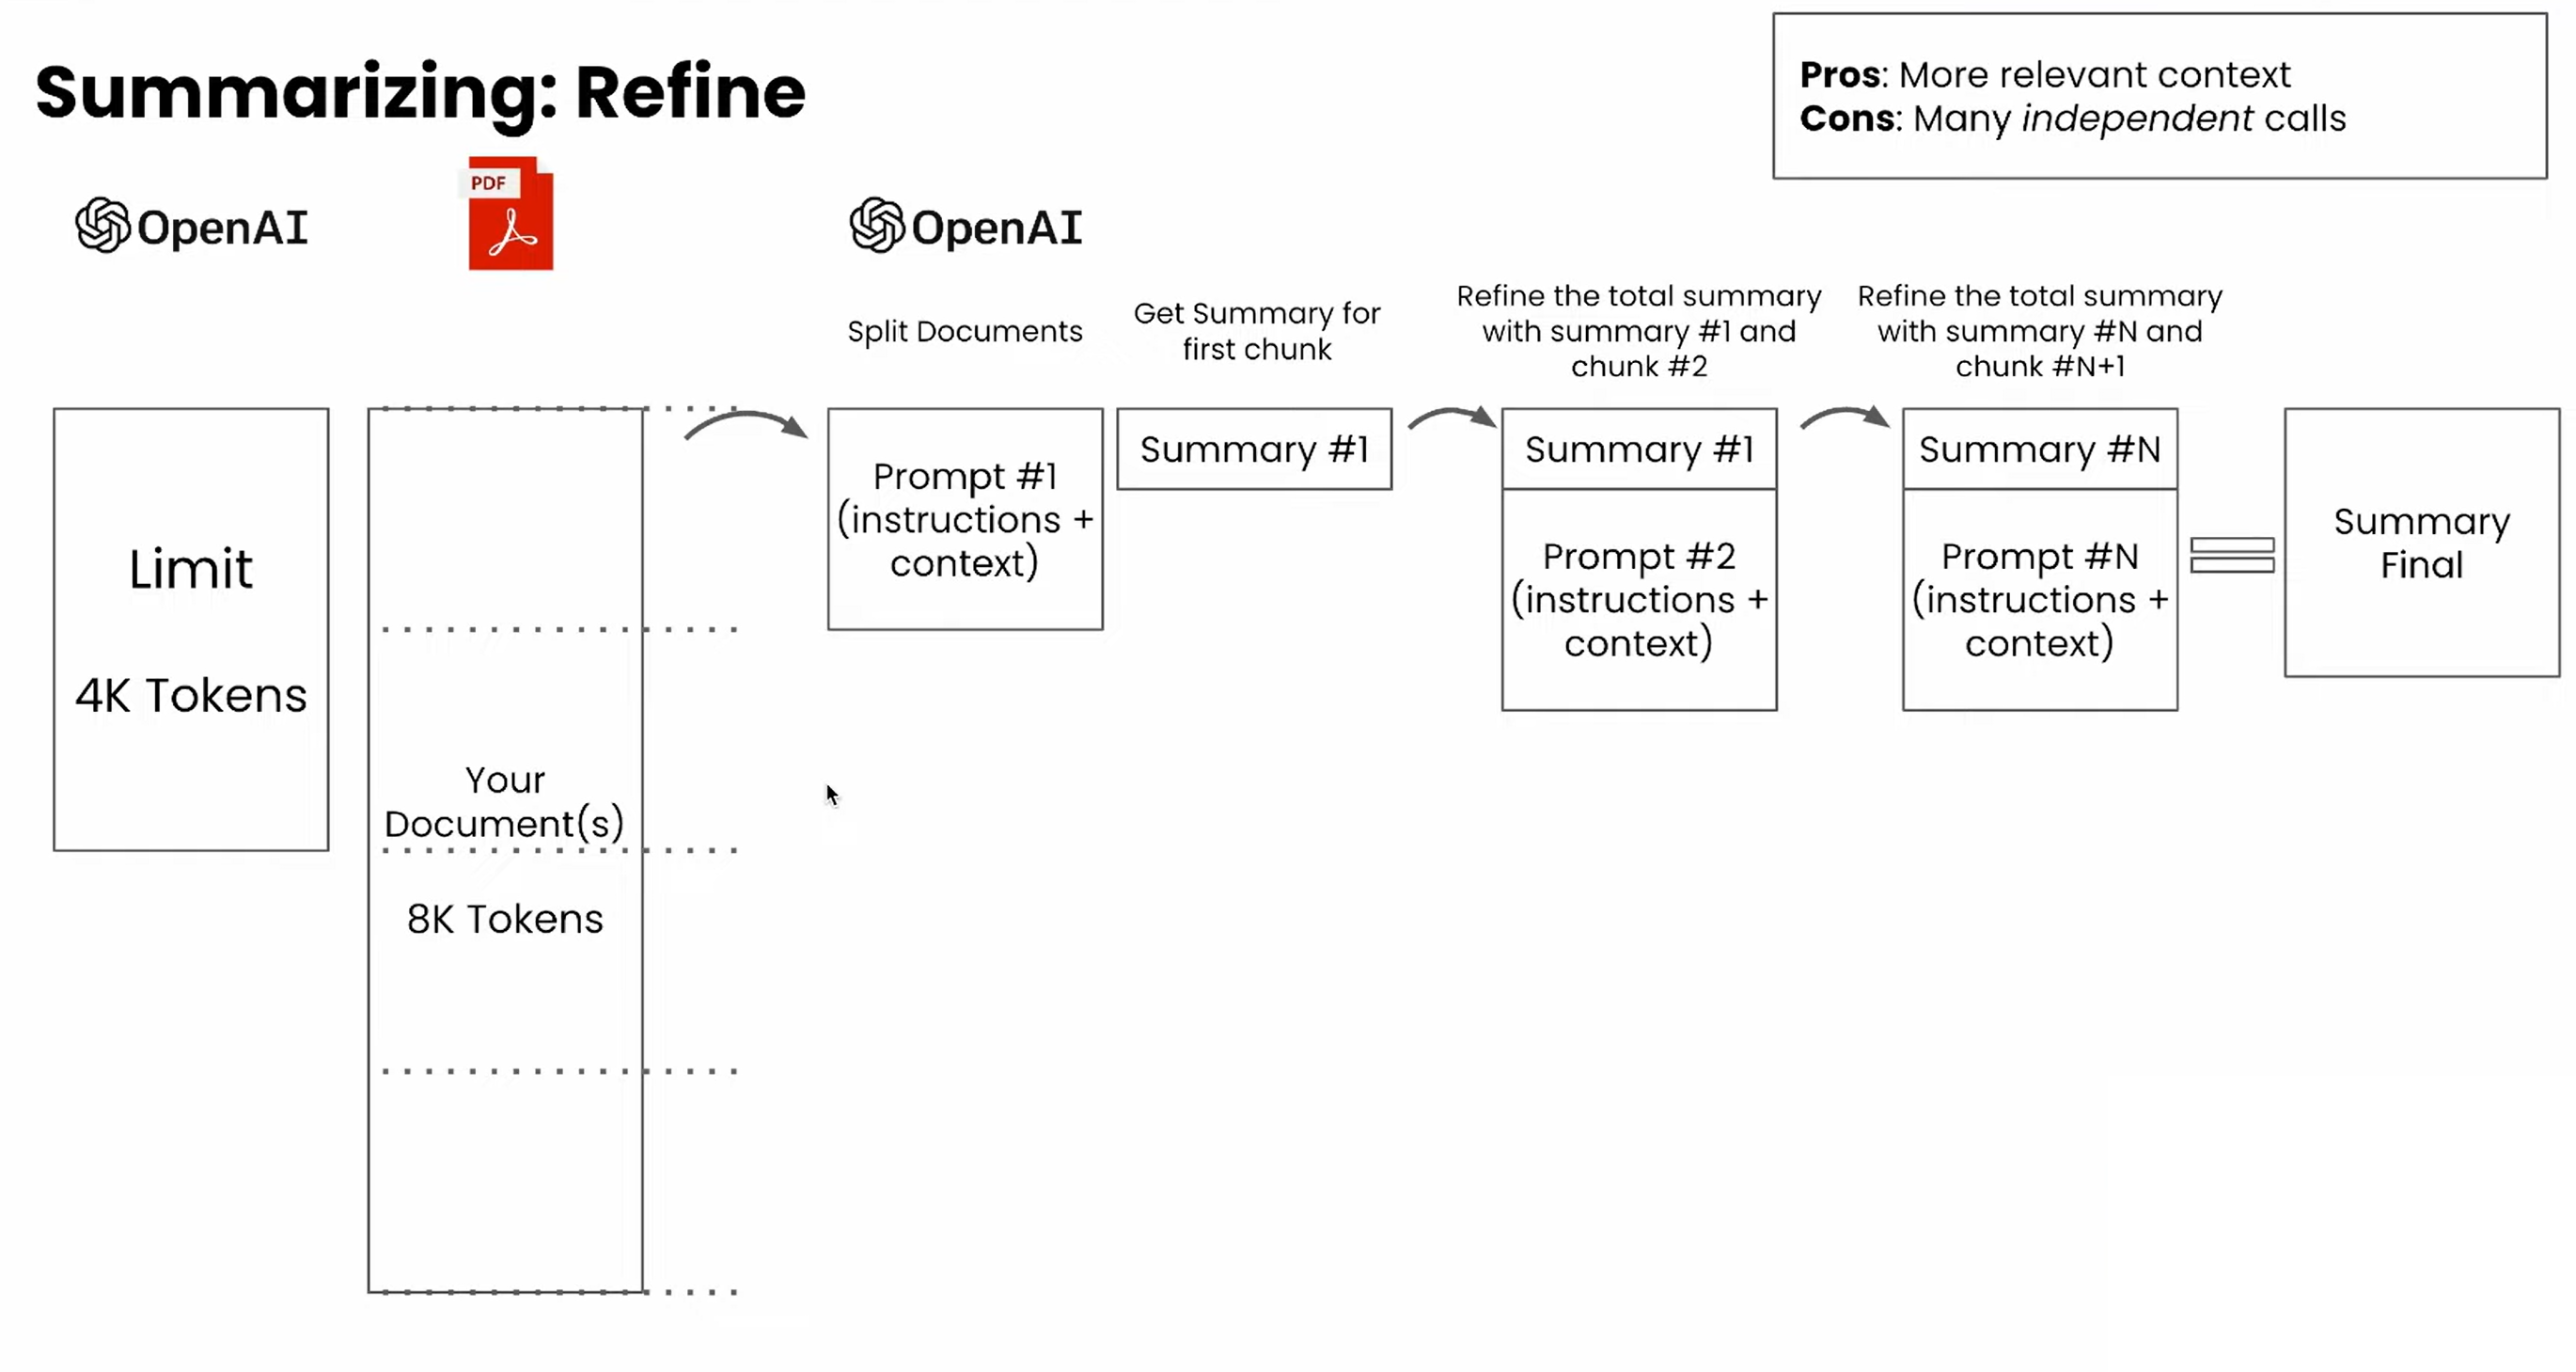 Summarizing: Refine
Pros: More relevant context
Cons: Many independent calls
OpenAI
PDF
OpenAI
Split Documents
Get Summary for
first chunk
Refine the total summary
with summary #1 and
chunk #2
Refine the total summary
with summary #N and
chunk #N+1
Limit
4K Tokens
Your
Document(s)
8K Tokens
Prompt #1
(instructions +
context)
Summary #1
Summary #1
Prompt #2
(instructions +
context)
Summary #N
Prompt #N
(instructions +
context)
Summary
Final